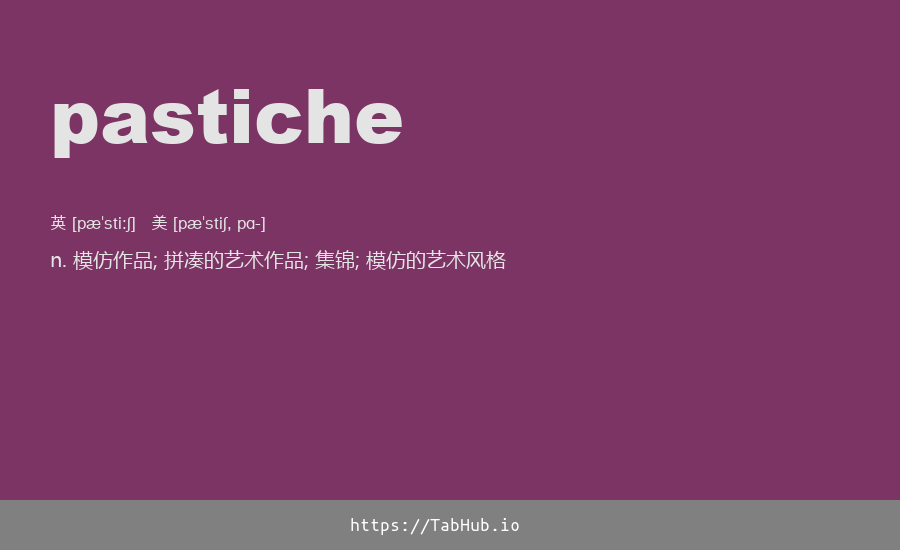 pastiche
英 [pæˈstiːʃ]   美 [pæˈstiʃ, pɑ-]
n. 模仿作品; 拼凑的艺术作品; 集锦; 模仿的艺术风格
https://TabHub.io